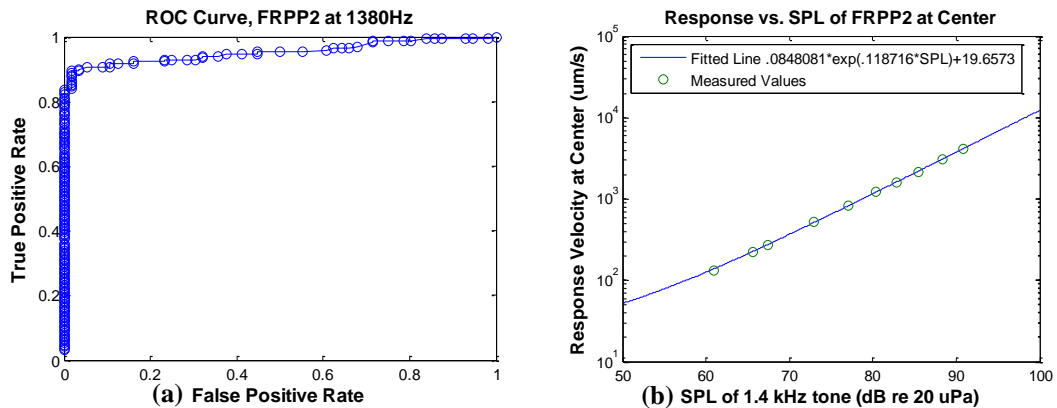 ROC Curve, FRPP2 at 1380Hz
True Positive Rate
1
0.8
0.6
0.4
0.2
0
0 0.2 0.4 0.6 0.8 1
(a) False Positive Rate
Response vs. SPL of FRPP2 at Center
Response Velocity at Center (um/s)
10^5
10^4
10^3
10^2
10^1
Fitted Line .0848081*exp(.118716*SPL)+19.6573
Measured Values
50 60 70 80 90 100
(b) SPL of 1.4 kHz tone (dB re 20 uPa)